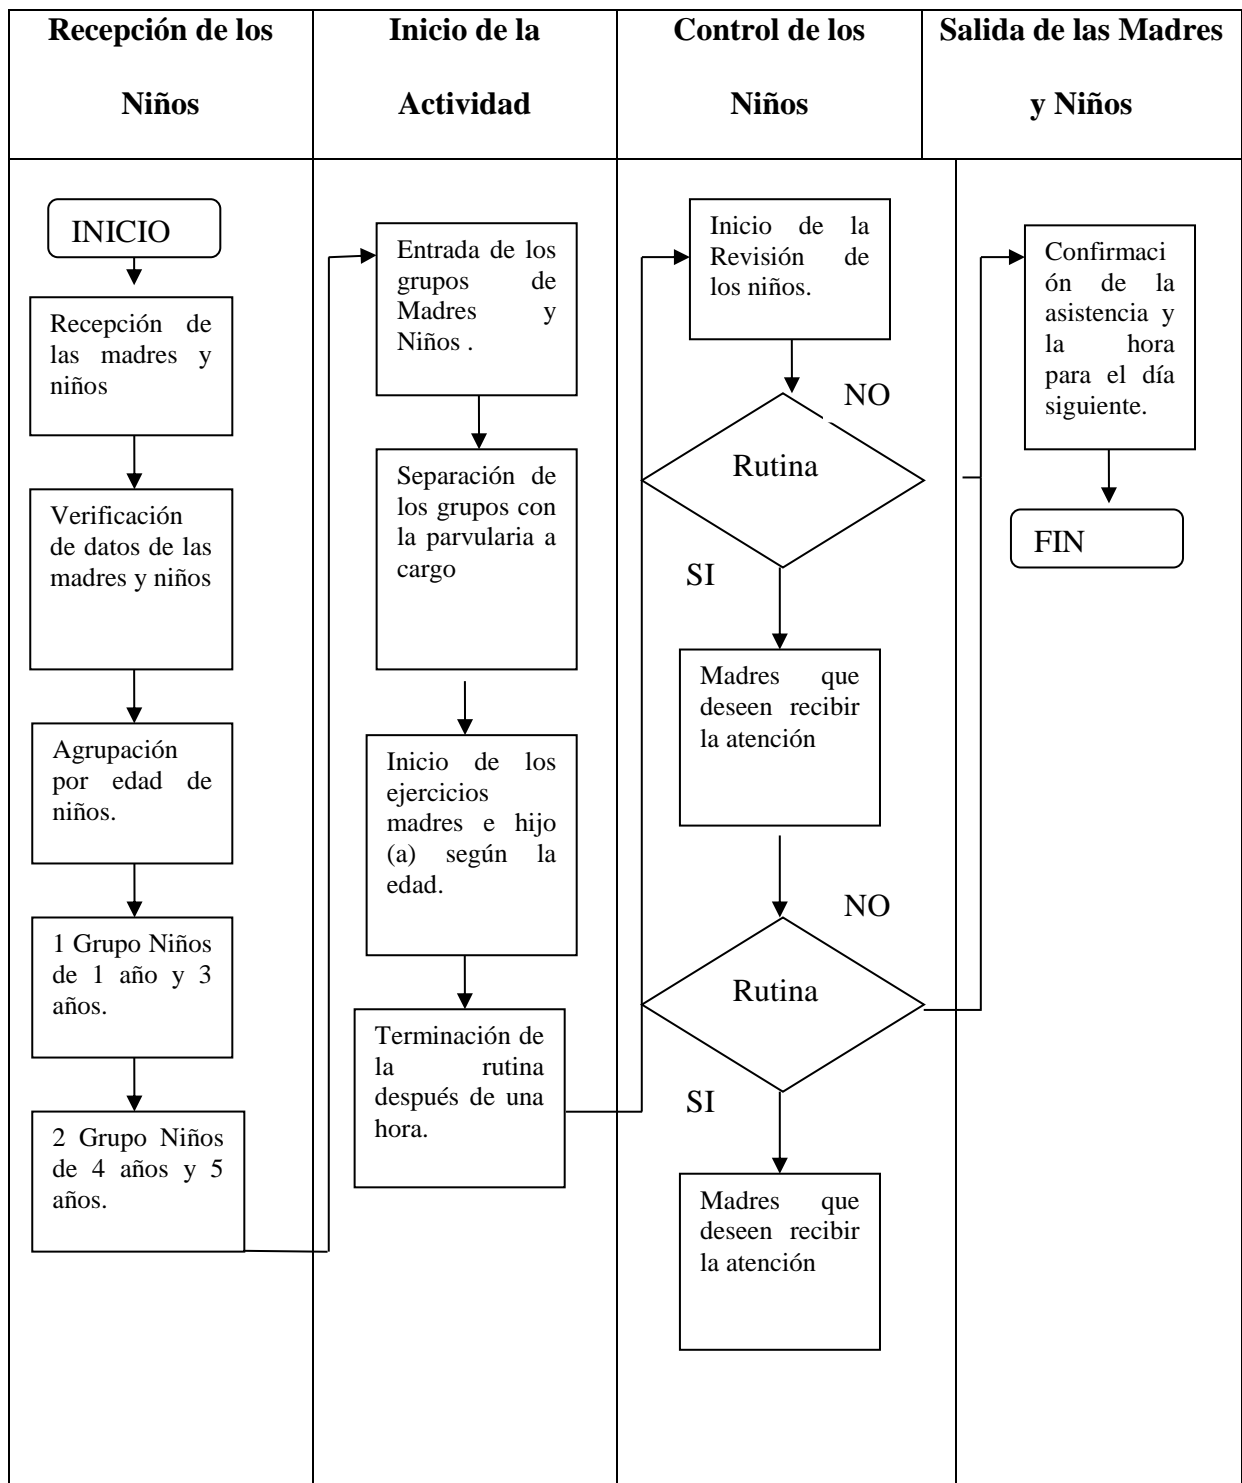 Recepción de los
Niños
Inicio de la
Actividad
Control de los
Niños
Salida de las Madres
y Niños
INICIO
Recepción de
las madres y
niños
Verificación
de datos de las
madres y niños
Agrupación
por edad de
niños.
1 Grupo Niños
de 1 año y 3
años.
2 Grupo Niños
de 4 años y 5
años.
Entrada de los
grupos de
Madres y
Niños .
Separación de
los grupos con
la parvularia a
cargo
Inicio de los
ejercicios
madres e hijo
(a) según la
edad.
Terminación de
la rutina
después de una
hora.
Inicio de la
Revisión de
los niños.
NO
Rutina
SI
Madres que
deseen recibir
la atención
NO
Rutina
SI
Madres que
deseen recibir
la atención
Confirmaci
ón de la
asistencia y
la hora
para el día
siguiente.
FIN